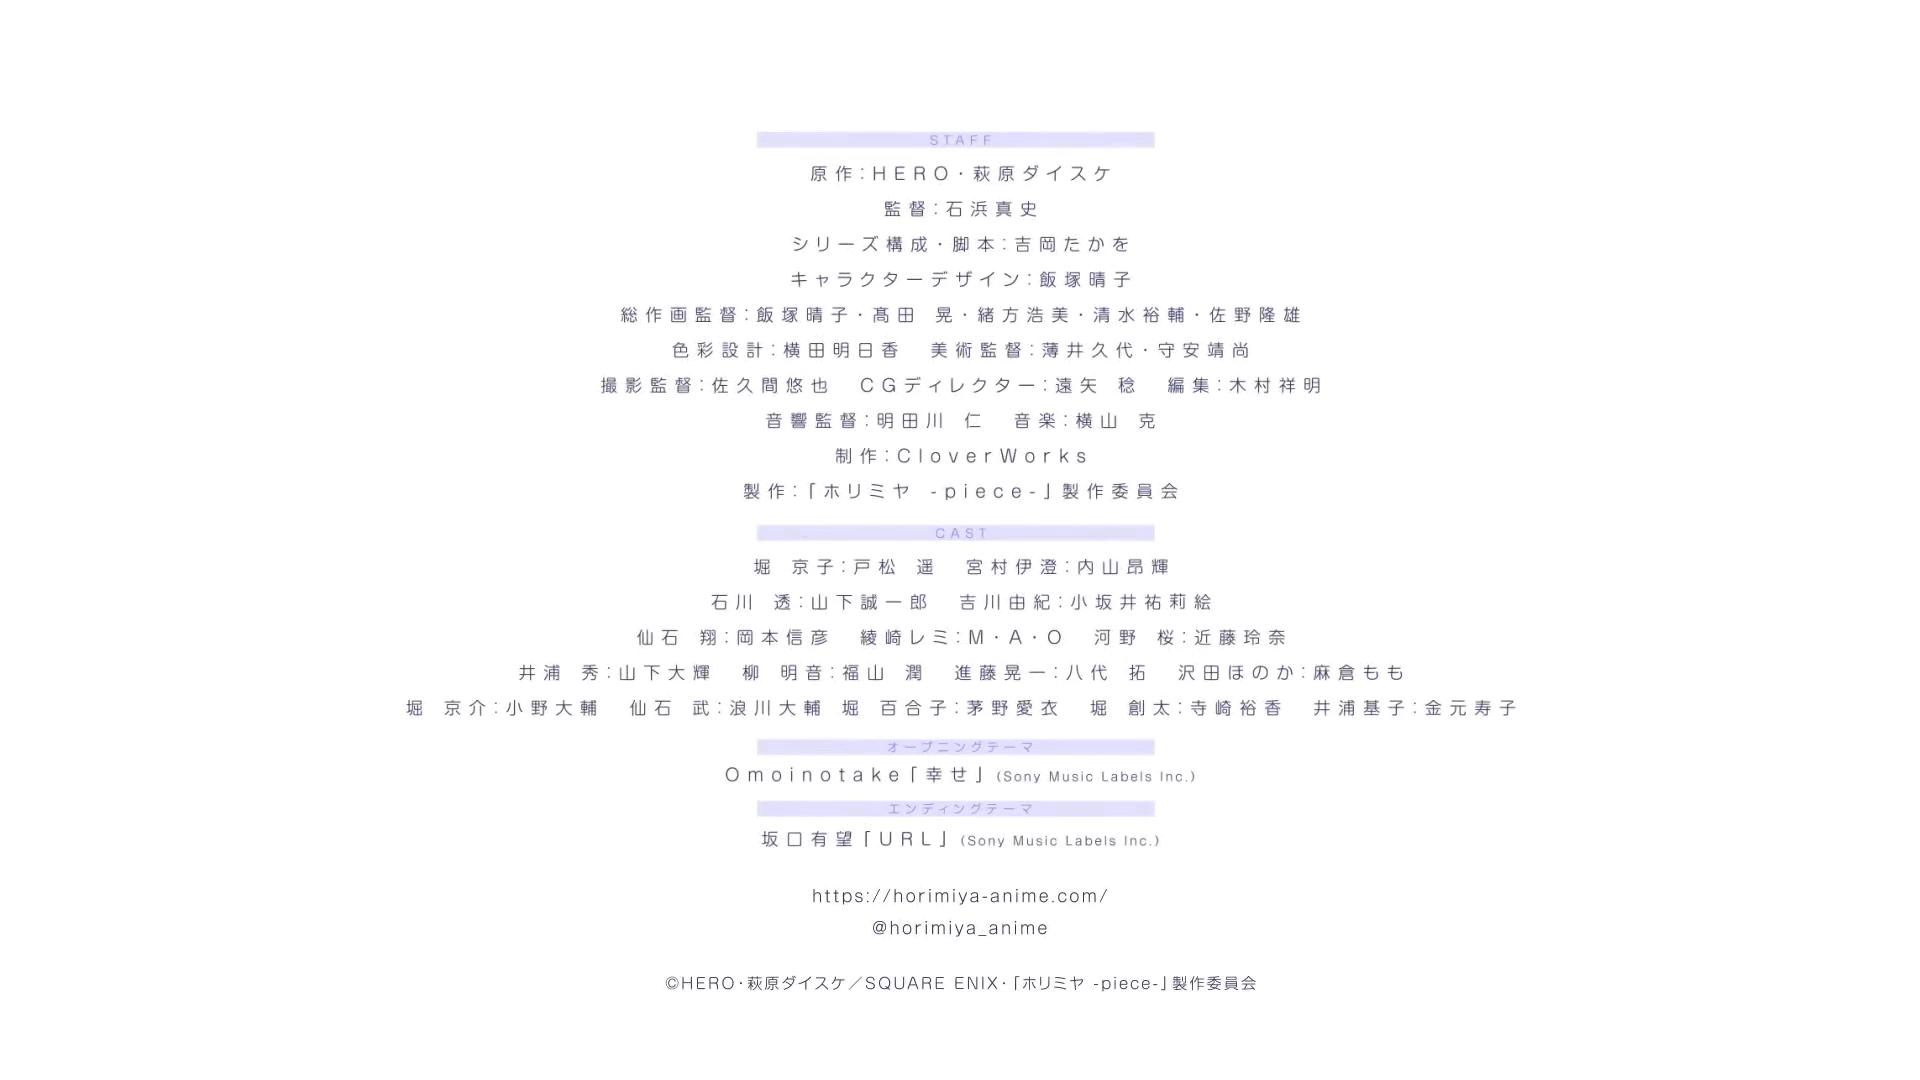 STAFF
原作：HERO・萩原ダイスケ
監督：石浜真史
シリーズ構成・脚本：吉岡たかを
キャラクターデザイン：飯塚晴子
総作画監督：飯塚晴子・髙田　晃・緒方浩美・清水裕輔・佐野隆雄
色彩設計：横田明日香　美術監督：薄井久代・守安靖尚
撮影監督：佐久間悠也　CGディレクター：遠矢　稔　編集：木村祥明
音響監督：明田川　仁　音楽：横山　克
制作：CloverWorks
製作：「ホリミヤ -piece-」製作委員会
CAST
堀　京子：戸松　遥　宮村伊澄：内山昂輝
石川　透：山下誠一郎　吉川由紀：小坂井祐莉絵
仙石　翔：岡本信彦　綾崎レミ：M・A・O　河野　桜：近藤玲奈
井浦　秀：山下大輝　柳　明音：福山　潤　進藤晃一：八代　拓　沢田ほのか：麻倉もも
堀　京介：小野大輔　仙石　武：浪川大輔　堀　百合子：茅野愛衣　堀　創太：寺崎裕香　井浦基子：金元寿子
オープニングテーマ
Omoinotake「幸せ」(Sony Music Labels Inc.)
エンディングテーマ
坂口有望「URL」(Sony Music Labels Inc.)
https://horimiya-anime.com/
@horimiya_anime
©HERO・萩原ダイスケ／SQUARE ENIX・「ホリミヤ -piece-」製作委員会